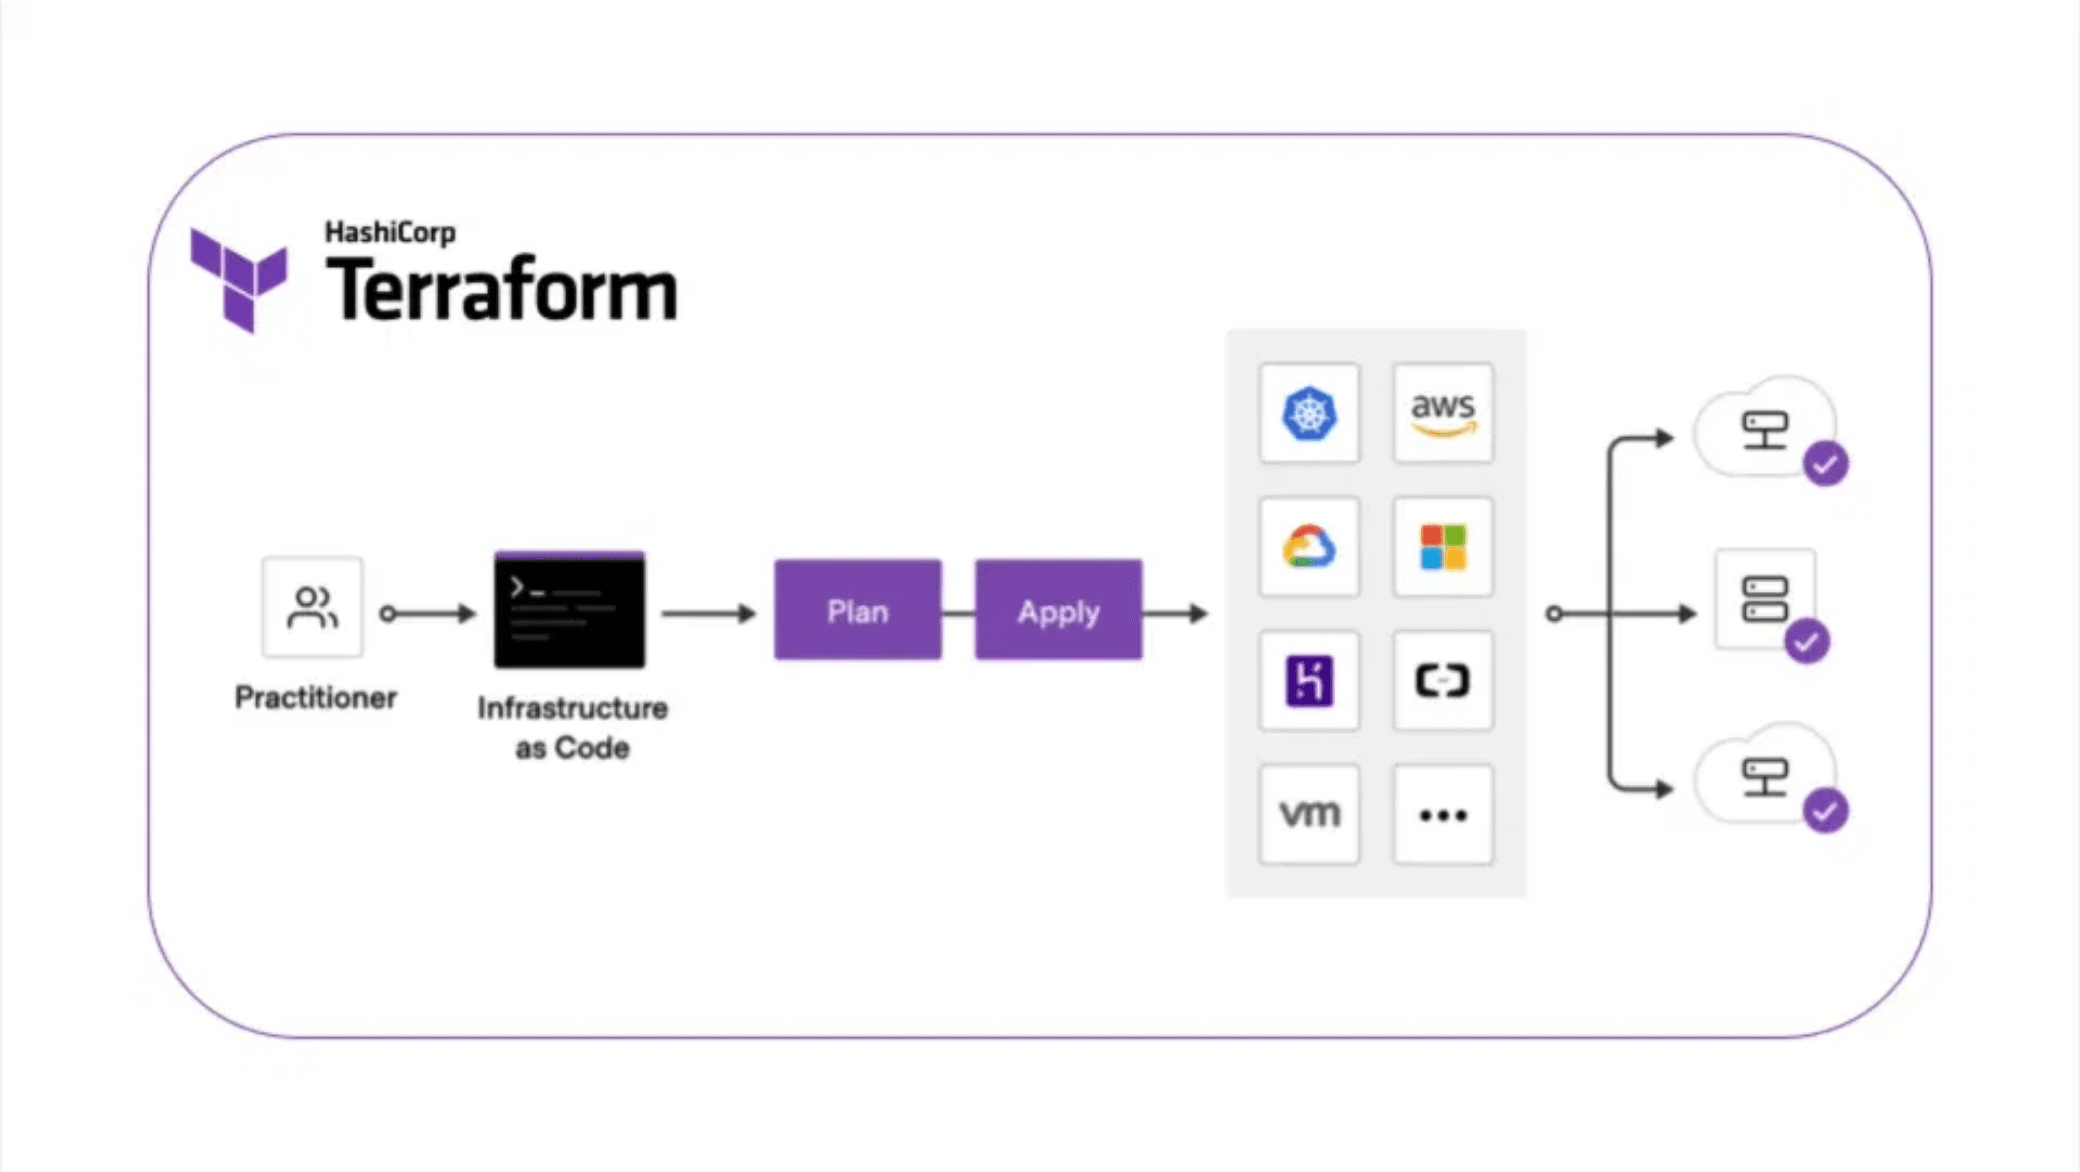 HashiCorp
Terraform
Practitioner
Infrastructure
as Code
Plan
Apply
aws
vm